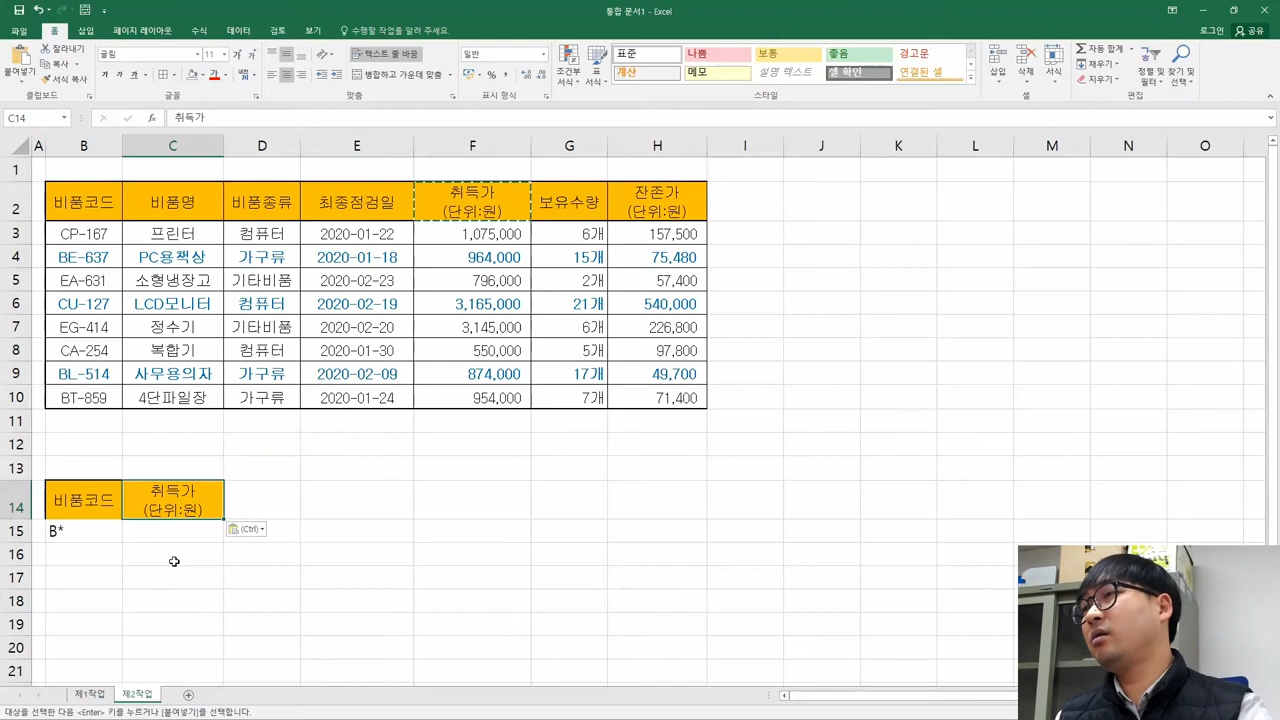 통합 문서1 - Excel
파일 홈 삽입 페이지 레이아웃 수식 데이터 검토 보기 수행할 작업을 알려 주세요. 로그인 공유
잘라내기
복사
서식 복사
붙여넣기
굴림 11
텍스트 줄 바꿈
병합하고 가운데 맞춤
일반
조건부 서식
표 서식
표준 나쁨 보통 좋음 경고문
계산 메모 설명 텍스트 셀 확인 연결된 셀
삽입 삭제 서식
자동 합계
채우기
지우기
정렬 및 필터
찾기 및 선택
클립보드 글꼴 맞춤 표시 형식 스타일 셀 편집
C14 fx 취득가
A B C D E F G H I J K L M N O
1
2 비품코드 비품명 비품종류 최종점검일 취득가 (단위:원) 보유수량 잔존가 (단위:원)
3 CP-167 프린터 컴퓨터 2020-01-22 1,075,000 6개 157,500
4 BE-637 PC용책상 가구류 2020-01-18 964,000 15개 75,480
5 EA-631 소형냉장고 기타비품 2020-02-23 796,000 2개 57,400
6 CU-127 LCD모니터 컴퓨터 2020-02-19 3,165,000 21개 540,000
7 EG-414 정수기 기타비품 2020-02-20 3,145,000 6개 226,800
8 CA-254 복합기 컴퓨터 2020-01-30 550,000 5개 97,800
9 BL-514 사무용의자 가구류 2020-02-09 874,000 17개 49,700
10 BT-859 4단파일장 가구류 2020-01-24 954,000 7개 71,400
11
12
13
14 비품코드 취득가 (단위:원)
15 B* (Ctrl)
16
17
18
19
20
21
제1작업 제2작업
대상을 선택한 다음 <Enter> 키를 누르거나 [붙여넣기]를 선택합니다.